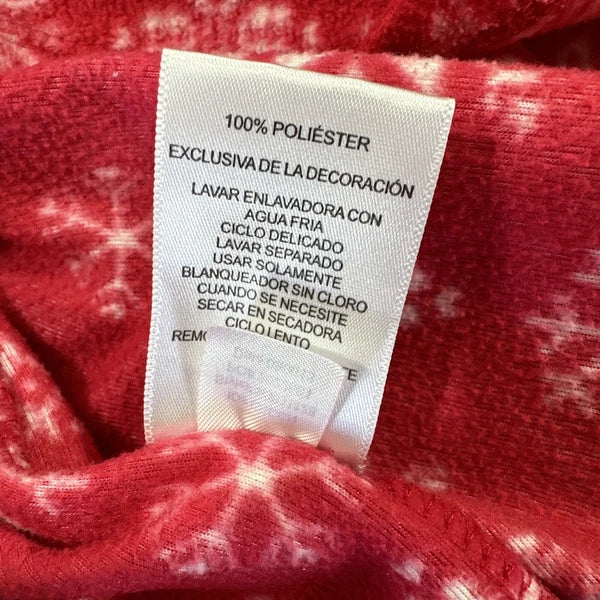 100% POLIÉSTER
EXCLUSIVA DE LA DECORACIÓN
LAVAR ENLAVADORA CON
AGUA FRIA
CICLO DELICADO
LAVAR SEPARADO
USAR SOLAMENTE
BLANQUEADOR SIN CLORO
CUANDO SE NECESITE
SECAR EN SECADORA
CICLO LENTO